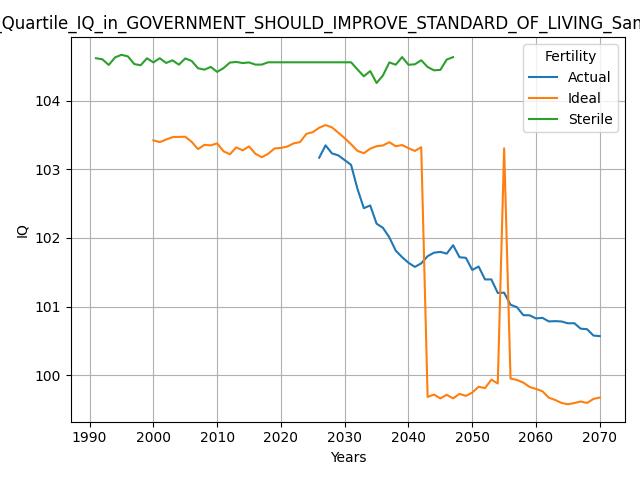 _Quartile_IQ_in_GOVERNMENT_SHOULD_IMPROVE_STANDARD_OF_LIVING_Sam
Fertility
Actual
Ideal
Sterile
IQ
104
103
102
101
100
1990 2000 2010 2020 2030 2040 2050 2060 2070
Years